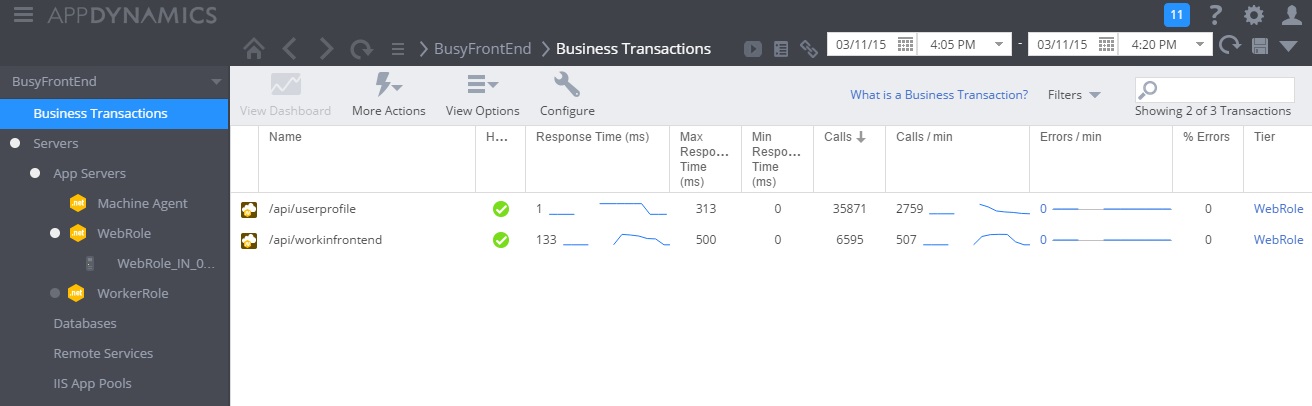 APPDYNAMICS
11
?
BusyFrontEnd
Business Transactions
03/11/15 4:05 PM - 03/11/15 4:20 PM
BusyFrontEnd
Business Transactions
Servers
App Servers
.net Machine Agent
.net WebRole
WebRole_IN_0...
.net WorkerRole
Databases
Remote Services
IIS App Pools
View Dashboard
More Actions
View Options
Configure
What is a Business Transaction?
Filters
Showing 2 of 3 Transactions
Name H... Response Time (ms) Max Respo... Time (ms) Min Respo... Time (ms) Calls Calls / min Errors / min % Errors Tier
/api/userprofile 1 313 0 35871 2759 0 0 WebRole
/api/workinfrontend 133 500 0 6595 507 0 0 WebRole